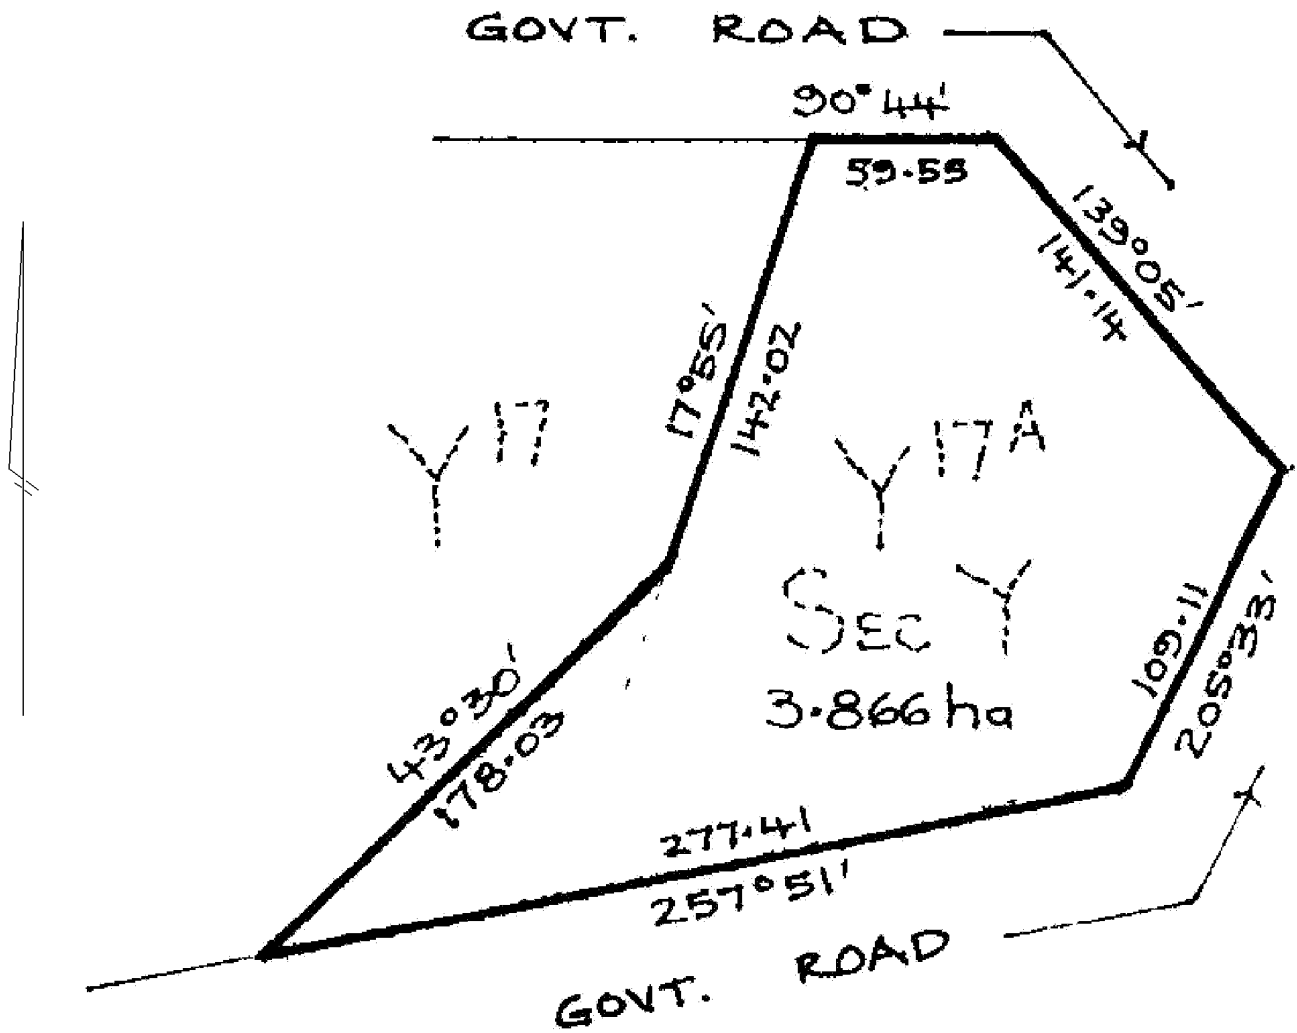 GOVT. ROAD
90° 44'
59.55
139°05'
141.14
17°55'
142.02
Y17
Y17A
SEC Y
3.866 ha
109.11
205°33'
43°30'
178.03
277.41
257°51'
GOVT. ROAD